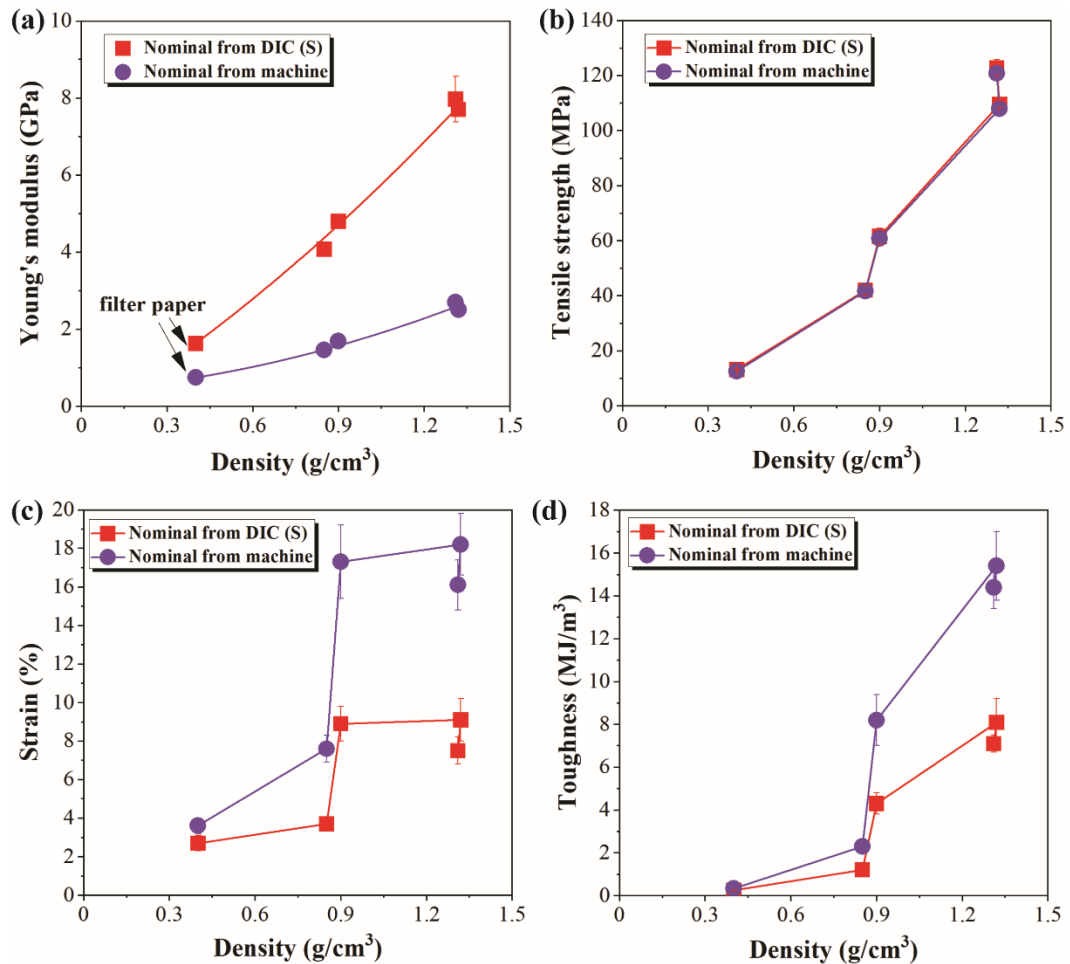 (a)
Nominal from DIC (S)
Nominal from machine
Young's modulus (GPa)
10
8
6
4
2
0
filter paper
0 0.3 0.6 0.9 1.2 1.5
Density (g/cm³)
(b)
Nominal from DIC (S)
Nominal from machine
Tensile strength (MPa)
140
120
100
80
60
40
20
0
0 0.3 0.6 0.9 1.2 1.5
Density (g/cm³)
(c)
Nominal from DIC (S)
Nominal from machine
Strain (%)
20
18
16
14
12
10
8
6
4
2
0
0 0.3 0.6 0.9 1.2 1.5
Density (g/cm³)
(d)
Nominal from DIC (S)
Nominal from machine
Toughness (MJ/m³)
18
16
14
12
10
8
6
4
2
0
0 0.3 0.6 0.9 1.2 1.5
Density (g/cm³)